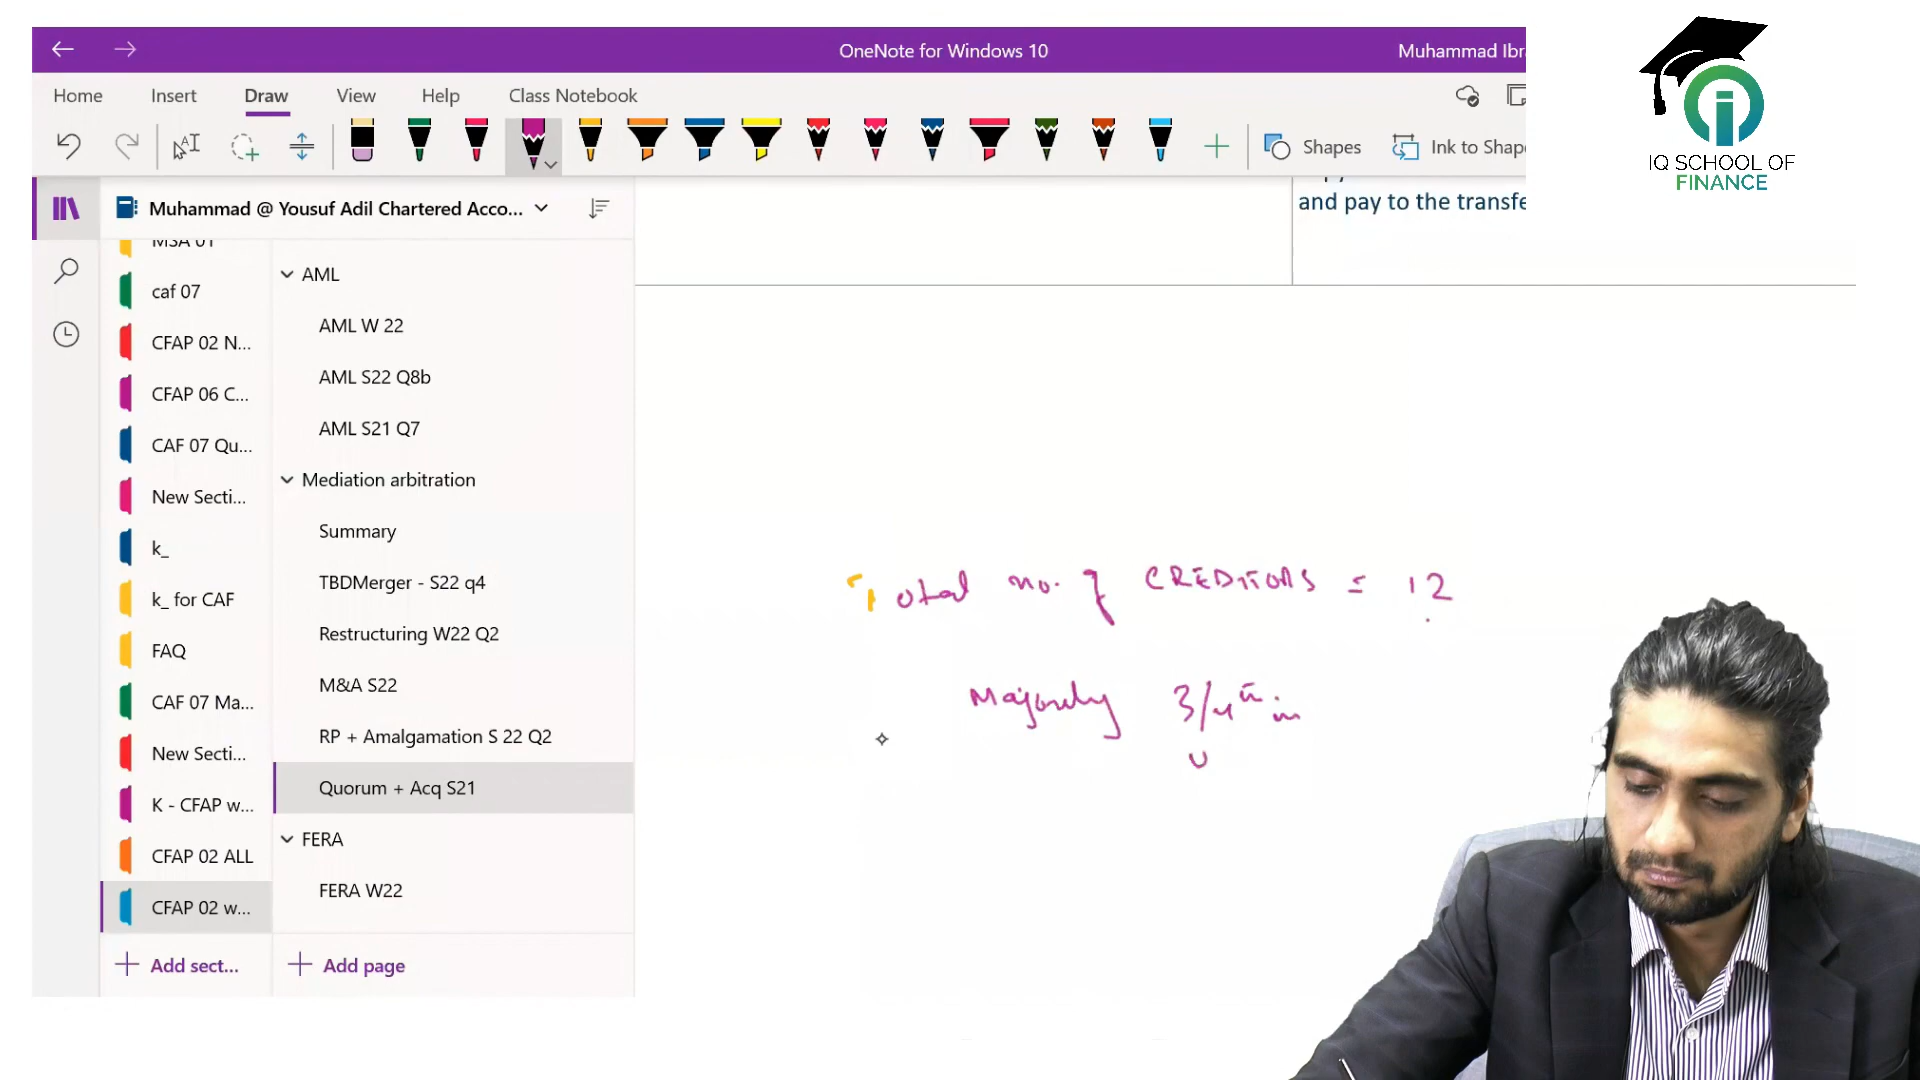 OneNote for Windows 10
Muhammad Ibr
Home Insert Draw View Help Class Notebook
Shapes
Ink to Shap
IQ SCHOOL OF
FINANCE
Muhammad @ Yousuf Adil Chartered Acco...
and pay to the transfe
MSA 01
caf 07
CFAP 02 N...
CFAP 06 C...
CAF 07 Qu...
New Secti...
k_
k_ for CAF
FAQ
CAF 07 Ma...
New Secti...
K - CFAP w...
CFAP 02 ALL
CFAP 02 w...
Add sect...
AML
AML W 22
AML S22 Q8b
AML S21 Q7
Mediation arbitration
Summary
TBDMerger - S22 q4
Restructuring W22 Q2
M&A S22
RP + Amalgamation S 22 Q2
Quorum + Acq S21
FERA
FERA W22
Add page
Total no. of CREDITORS = 12
Majority 3/4th in